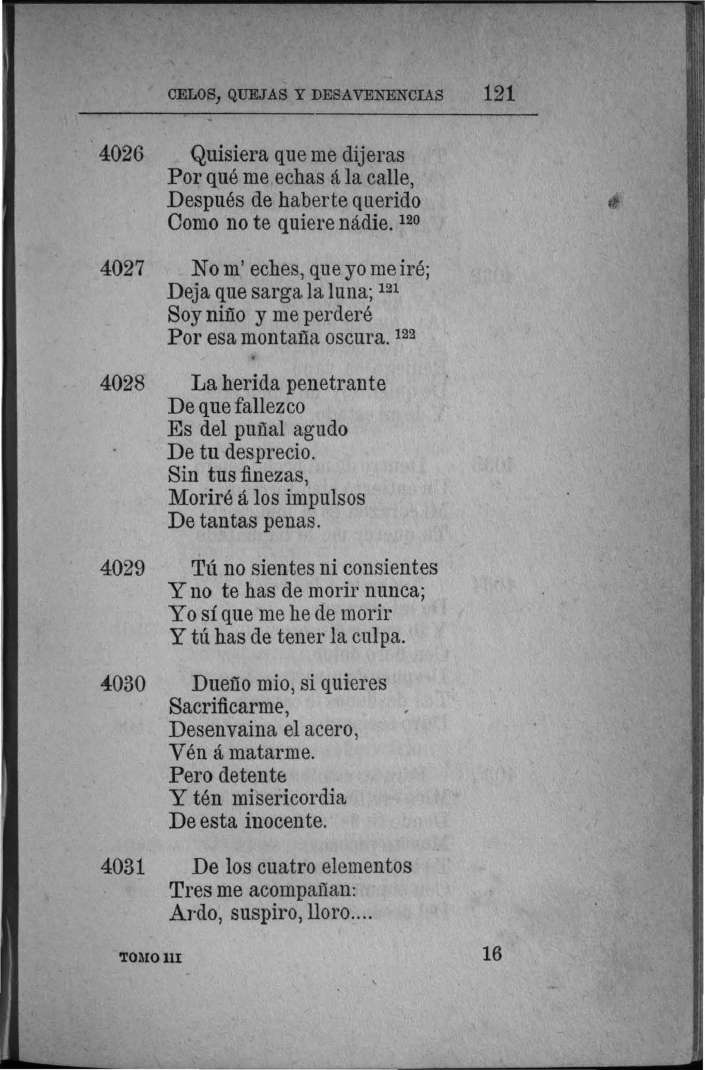 CELOS, QUEJAS Y DESAVENENCIAS 121
4026 Quisiera que me dijeras
Por qué me echas á la calle,
Después de haberte querido
Como no te quiere nádie. 120
4027 No m' eches, que yo me iré;
Deja que sarga la luna; 121
Soy niño y me perderé
Por esa montaña oscura. 122
4028 La herida penetrante
De que fallezco
Es del puñal agudo
De tu desprecio.
Sin tus finezas,
Moriré á los impulsos
De tantas penas.
4029 Tú no sientes ni consientes
Y no te has de morir nunca;
Yo sí que me he de morir
Y tú has de tener la culpa.
4030 Dueño mio, si quieres
Sacrificarme,
Desenvaina el acero,
Vén á matarme.
Pero detente
Y tén misericordia
De esta inocente.
4031 De los cuatro elementos
Tres me acompañan:
Ardo, suspiro, lloro....
TOMO III 16